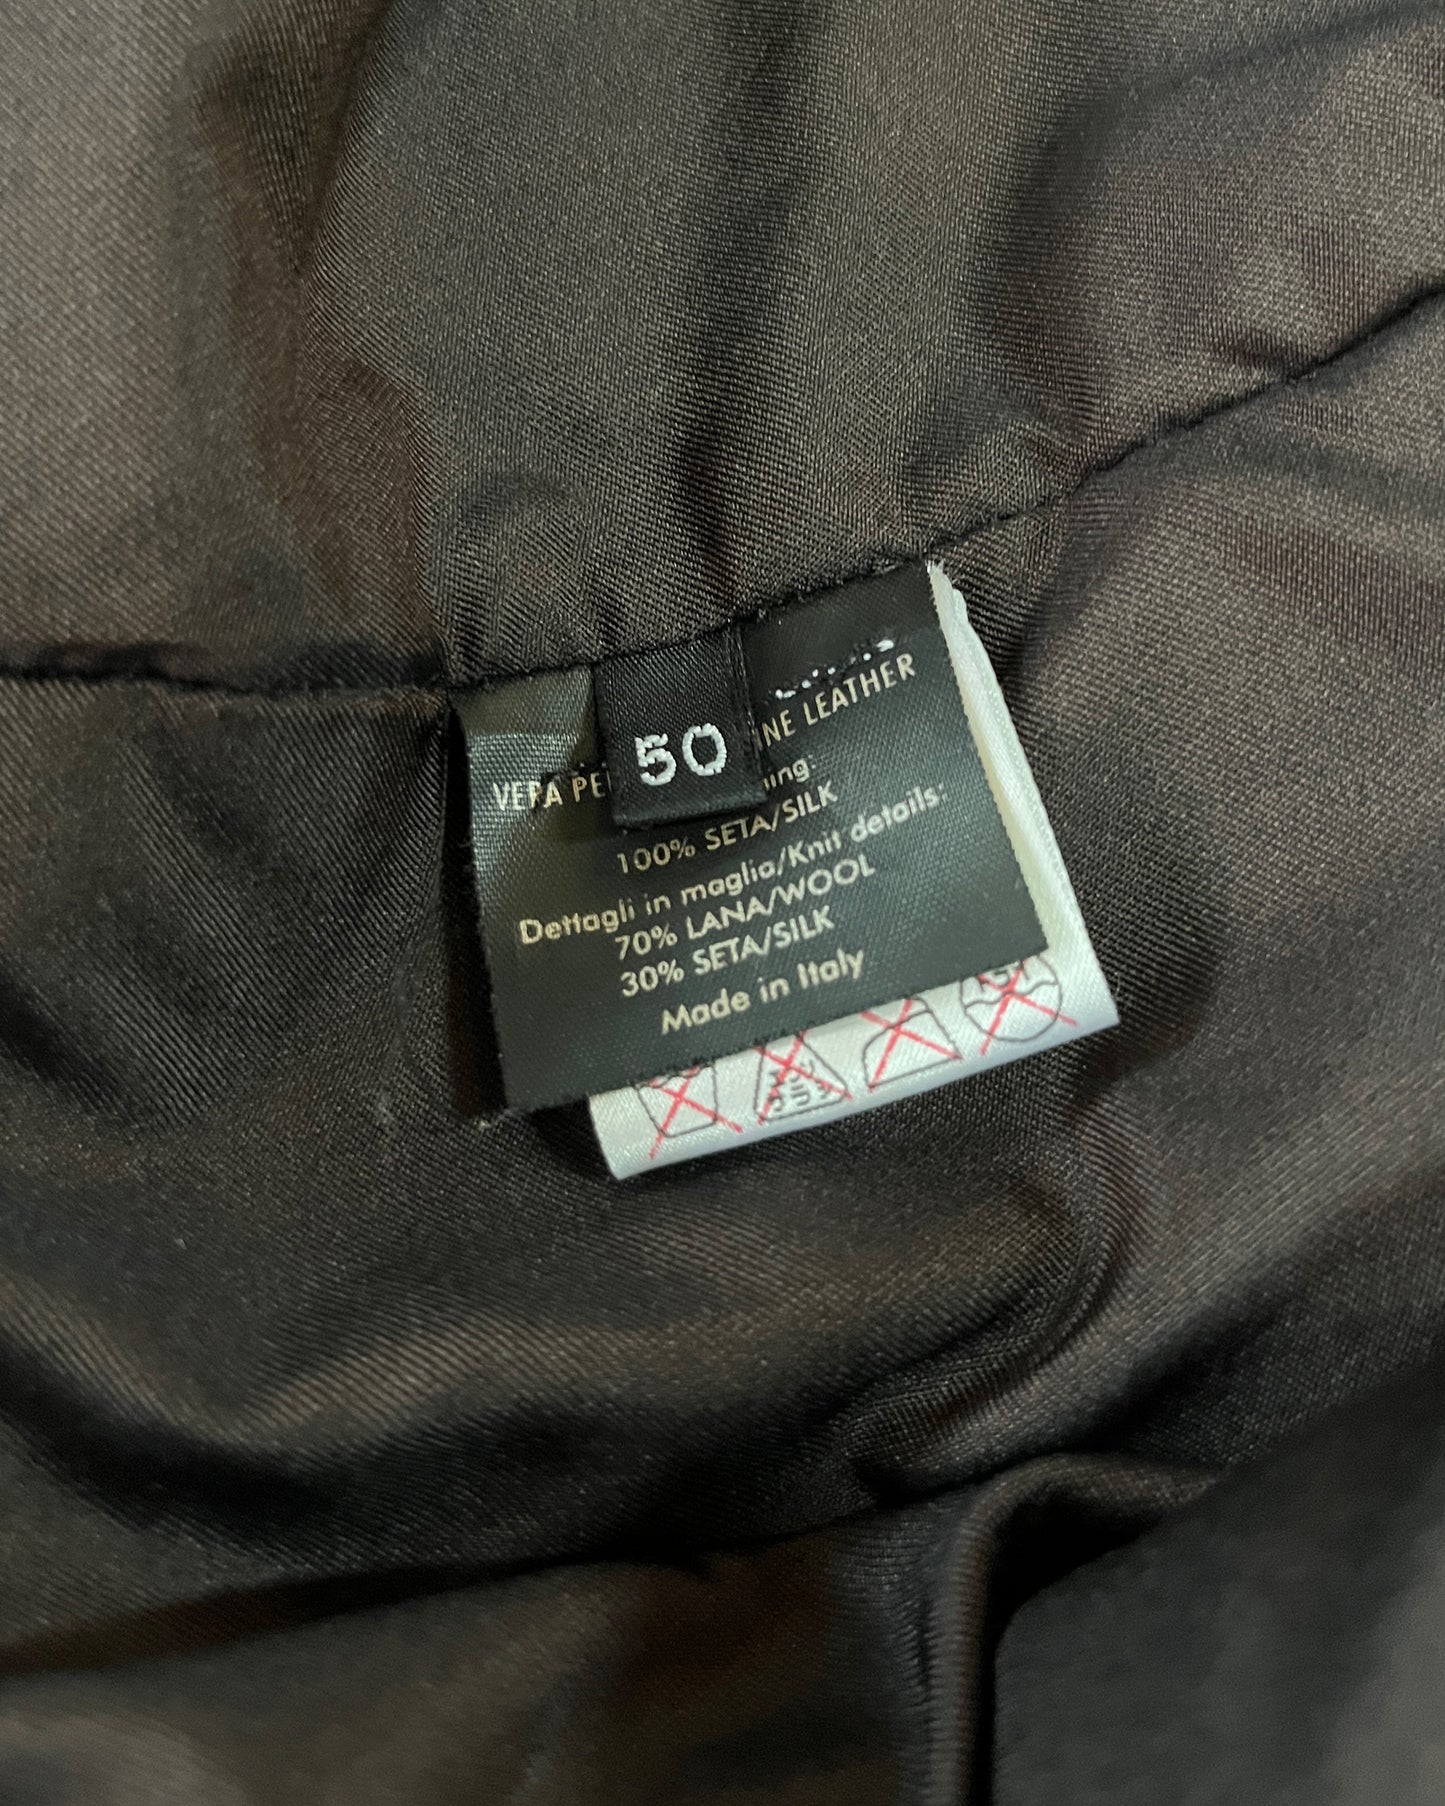 50
VERA PE
NE LEATHER
ning:
100% SETA/SILK
Dettagli in maglia/Knit details:
70% LANA/WOOL
30% SETA/SILK
Made in Italy